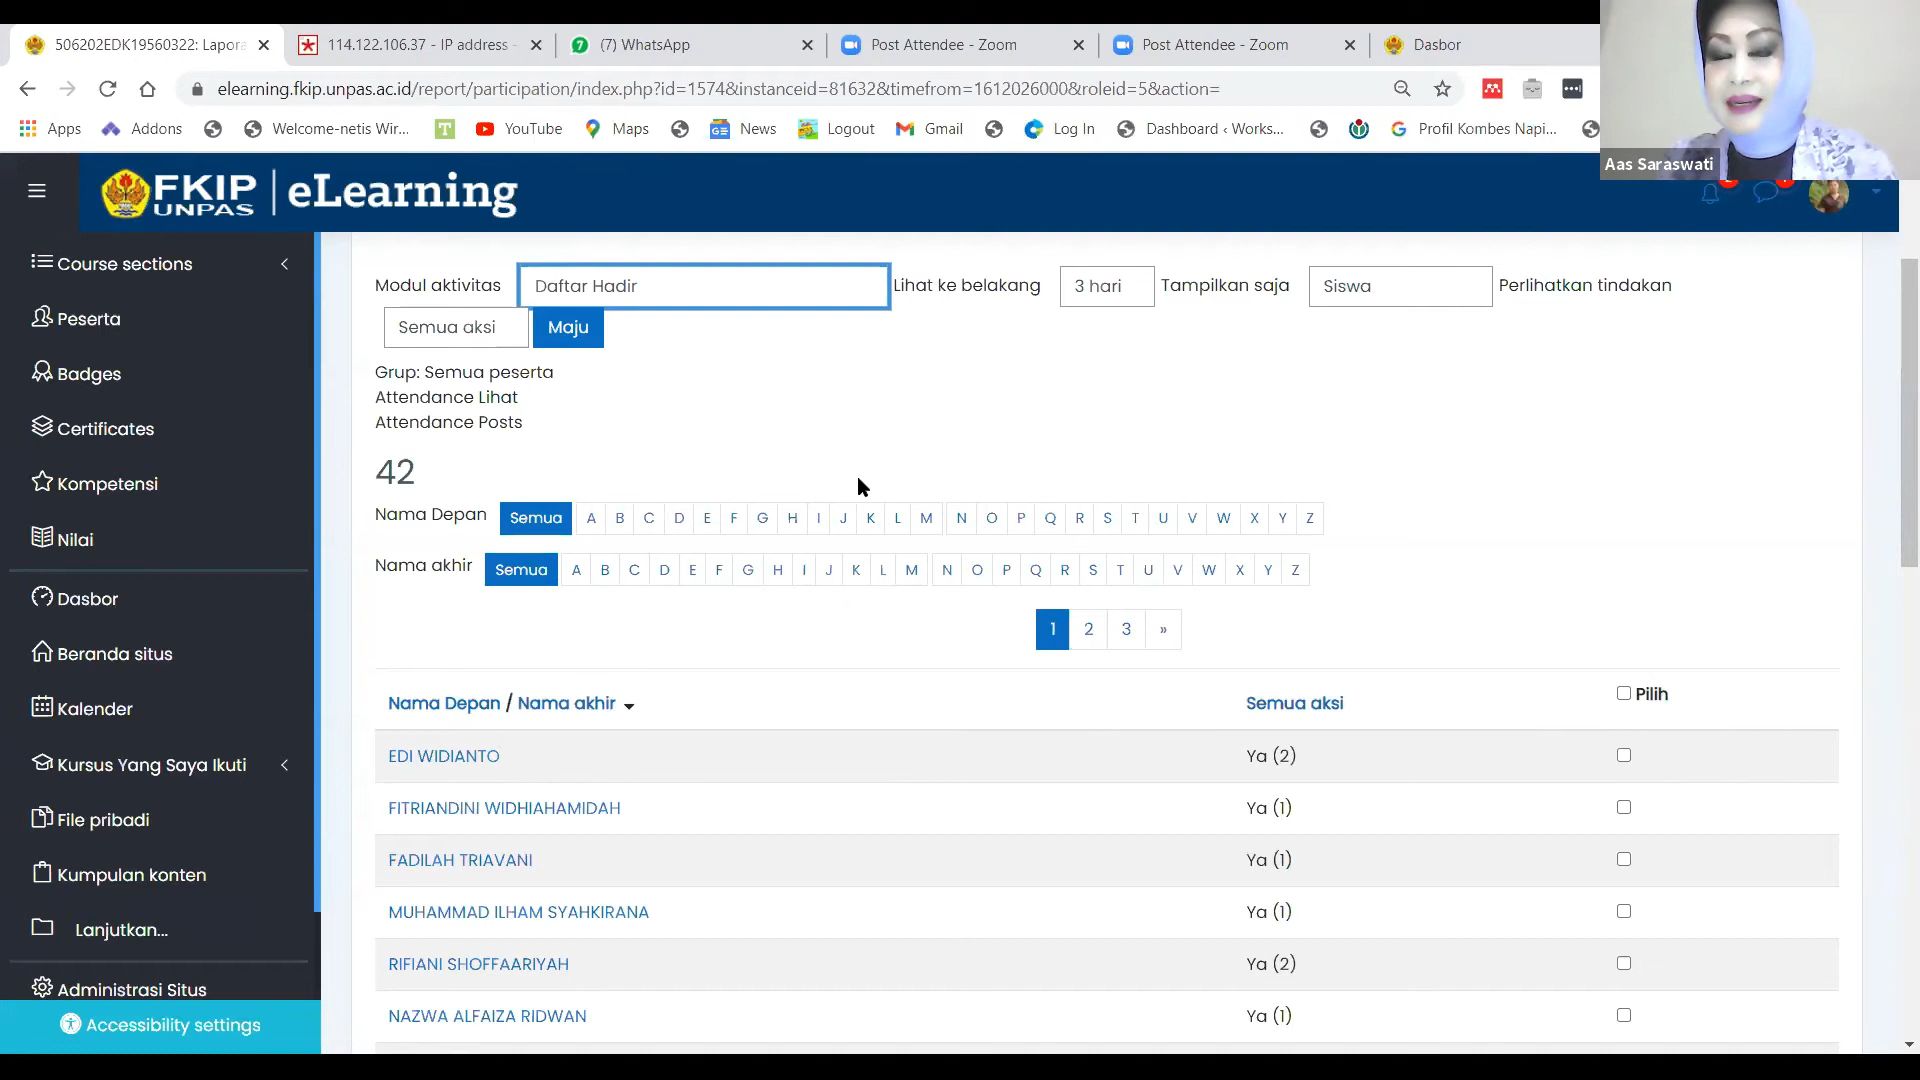 506202EDK19560322: Lapora
114.122.106.37 - IP address -
(7) WhatsApp
Post Attendee - Zoom
Post Attendee - Zoom
Dasbor
elearning.fkip.unpas.ac.id/report/participation/index.php?id=1574&instanceid=81632&timefrom=1612026000&roleid=5&action=
Apps
Addons
Welcome-netis Wir...
YouTube
Maps
News
Logout
Gmail
Log In
Dashboard ‹ Works...
Profil Kombes Napi...
Aas Saraswati
FKIP UNPAS | eLearning
Course sections
Peserta
Badges
Certificates
Kompetensi
Nilai
Dasbor
Beranda situs
Kalender
Kursus Yang Saya Ikuti
File pribadi
Kumpulan konten
Lanjutkan...
Administrasi Situs
Accessibility settings
Modul aktivitas Daftar Hadir Lihat ke belakang 3 hari Tampilkan saja Siswa Perlihatkan tindakan
Semua aksi Maju
Grup: Semua peserta
Attendance Lihat
Attendance Posts
42
Nama Depan Semua A B C D E F G H I J K L M N O P Q R S T U V W X Y Z
Nama akhir Semua A B C D E F G H I J K L M N O P Q R S T U V W X Y Z
1 2 3 »
Nama Depan / Nama akhir Semua aksi Pilih
EDI WIDIANTO Ya (2)
FITRIANDINI WIDHIAHAMIDAH Ya (1)
FADILAH TRIAVANI Ya (1)
MUHAMMAD ILHAM SYAHKIRANA Ya (1)
RIFIANI SHOFFAARIYAH Ya (2)
NAZWA ALFAIZA RIDWAN Ya (1)